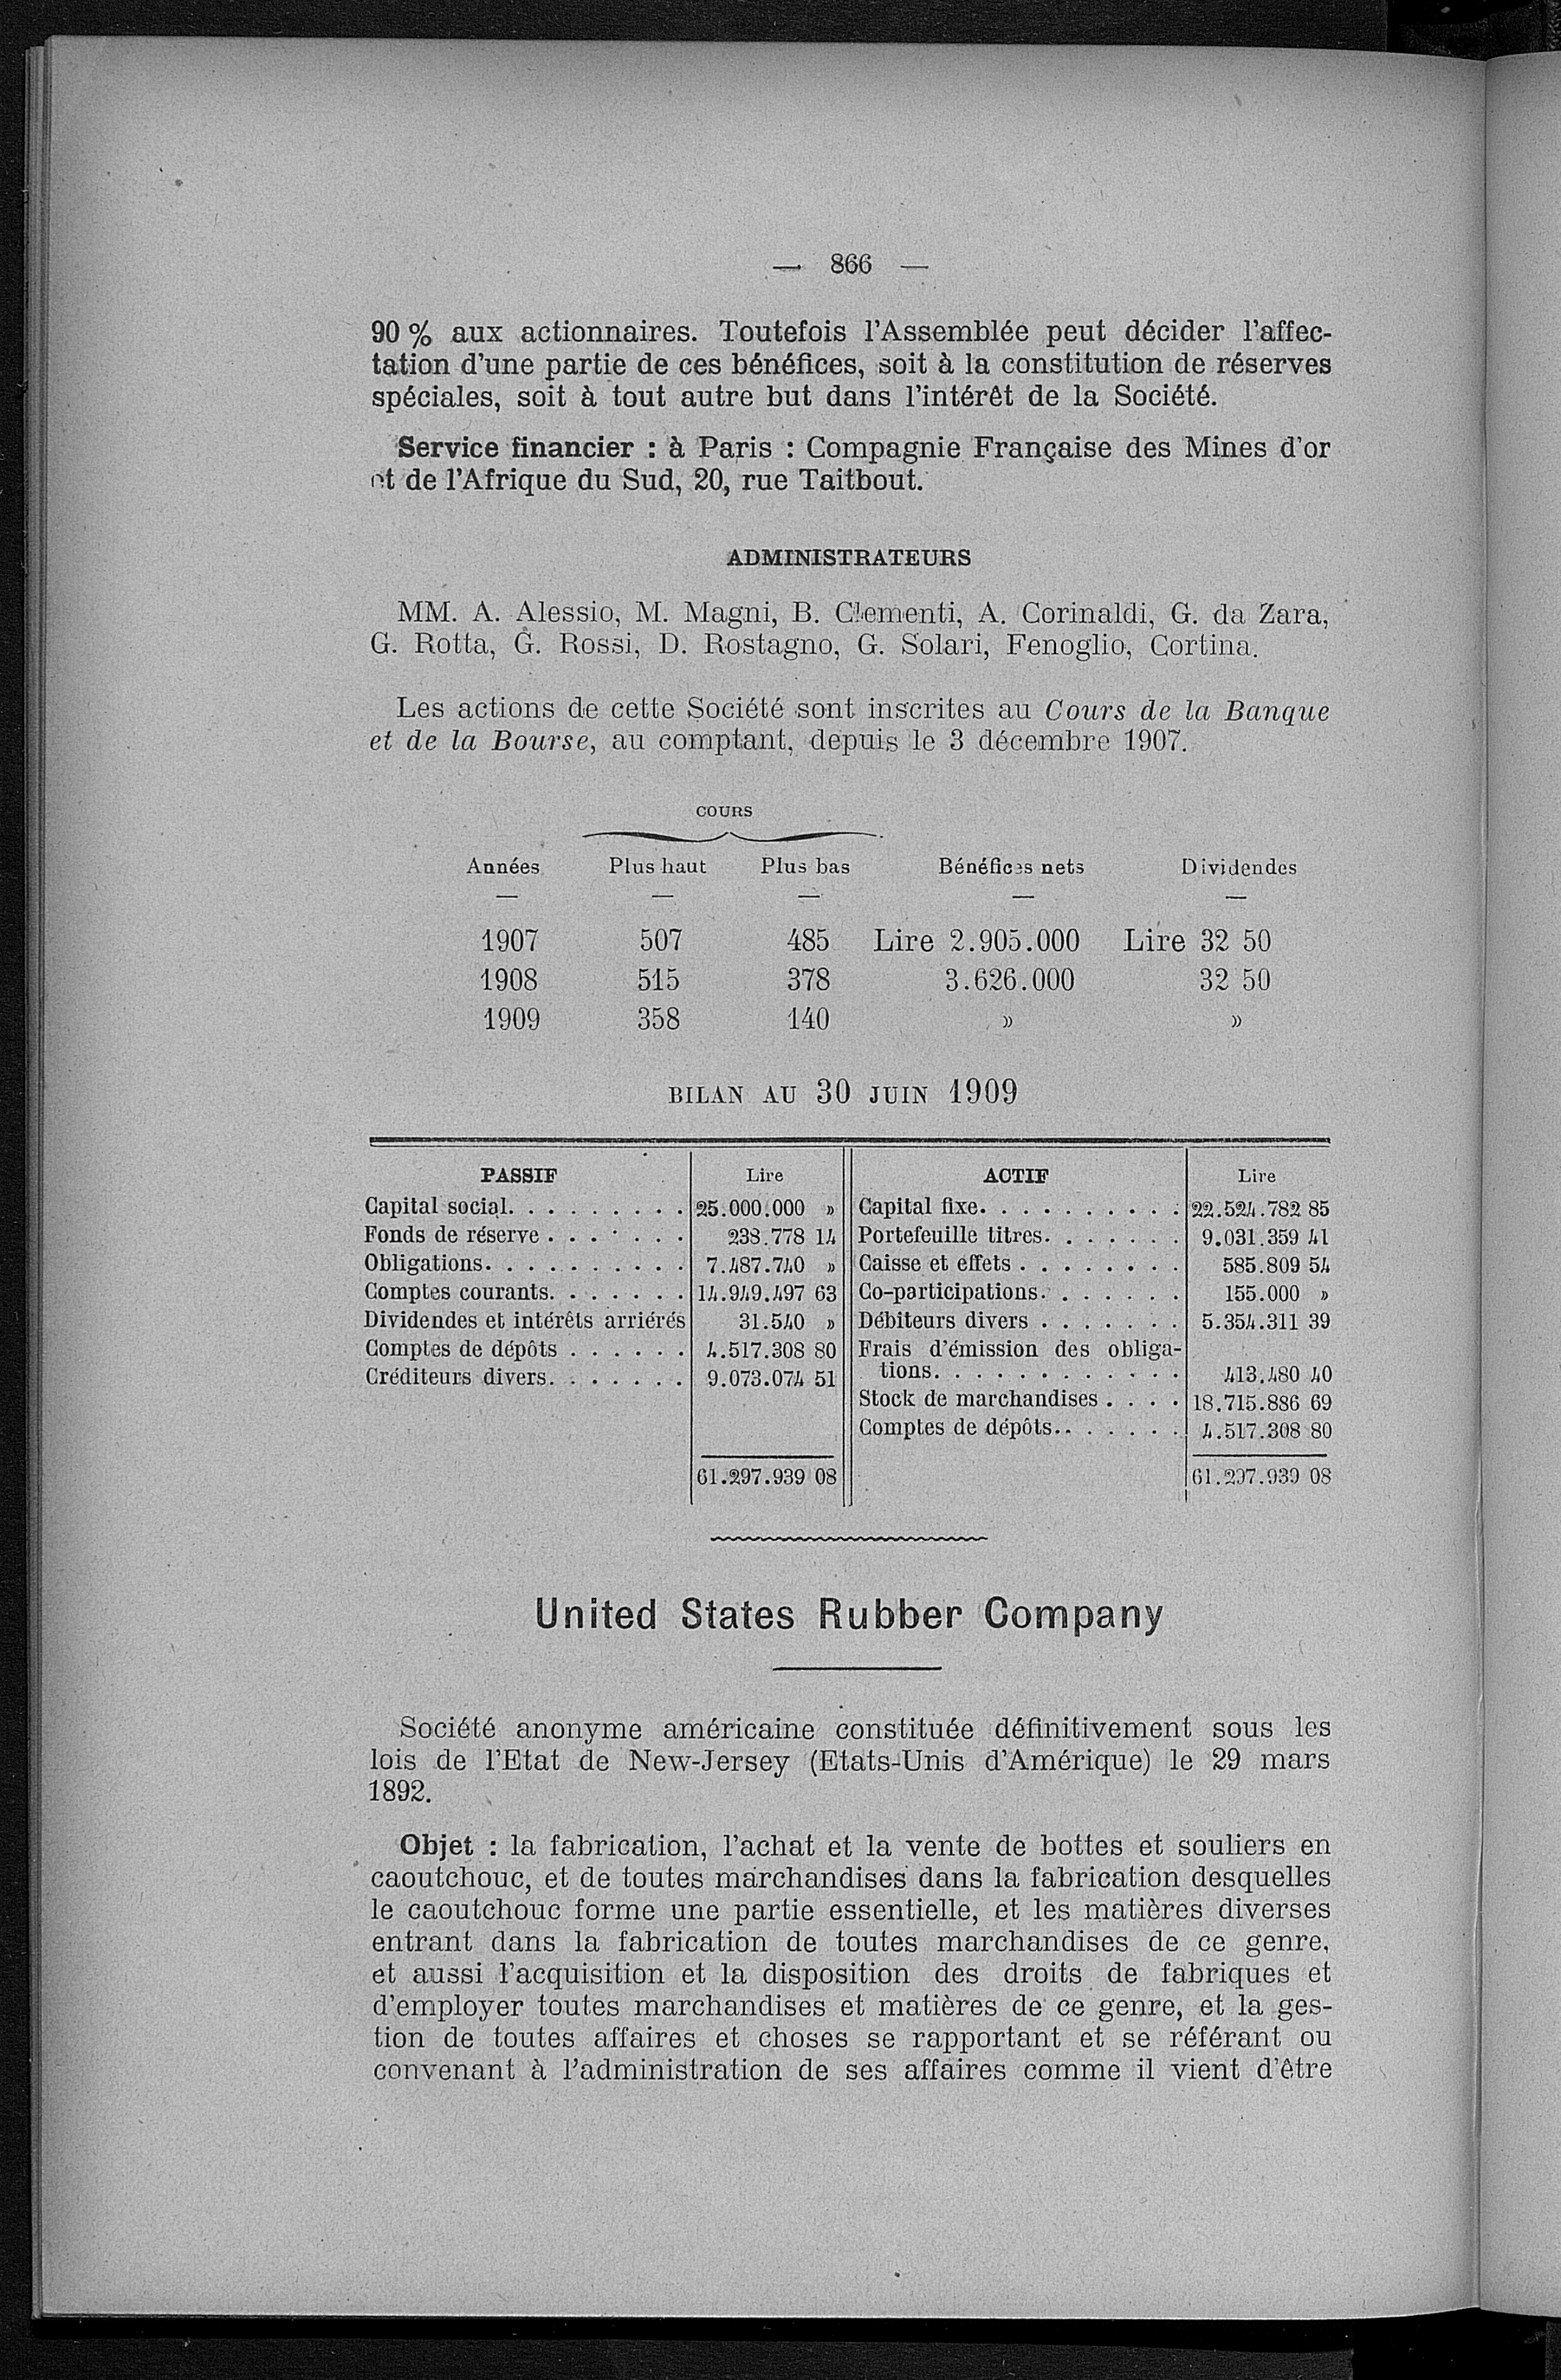 — 866 —
90 % aux actionnaires. Toutefois l'Assemblée peut décider l'affec-
tation d'une partie de ces bénéfices, soit à la constitution de réserves
spéciales, soit à tout autre but dans l'intérêt de la Société.
Service financier : à Paris : Compagnie Française des Mines d'or
et de l'Afrique du Sud, 20, rue Taitbout.
ADMINISTRATEURS
MM. A. Alessio, M. Magni, B. Clementi, A. Corinaldi, G. da Zara,
G. Rotta, G. Rossi, D. Rostagno, G. Solari, Fenoglio, Cortina.
Les actions de cette Société sont inscrites au Cours de la Banque
et de la Bourse, au comptant, depuis le 3 décembre 1907.
COURS
Années Plus haut Plus bas Bénéfices nets Dividendes
— — — — —
1907 507 485 Lire 2.905.000 Lire 32 50
1908 515 378 3.626.000 32 50
1909 358 140 » »
BILAN AU 30 JUIN 1909
PASSIF Lire ACTIF Lire
Capital social. . . . . . . . . 25.000.000 » Capital fixe. . . . . . . . . . 22.524.782 85
Fonds de réserve . . . . . . . 238.778 14 Portefeuille titres. . . . . . . 9.031.359 41
Obligations. . . . . . . . . . 7.487.740 » Caisse et effets . . . . . . . . 585.809 54
Comptes courants. . . . . . . 14.949.497 63 Co-participations. . . . . . . 155.000 »
Dividendes et intérêts arriérés 31.540 » Débiteurs divers . . . . . . . 5.354.311 39
Comptes de dépôts . . . . . . 4.517.308 80 Frais d'émission des obliga-
Créditeurs divers. . . . . . . 9.073.074 51 tions. . . . . . . . . . . . 413.480 40
Stock de marchandises . . . . 18.715.886 69
Comptes de dépôts. . . . . . . 4.517.308 80
61.297.939 08 61.297.939 08
United States Rubber Company
Société anonyme américaine constituée définitivement sous les
lois de l'Etat de New-Jersey (Etats-Unis d'Amérique) le 29 mars
1892.
Objet : la fabrication, l'achat et la vente de bottes et souliers en
caoutchouc, et de toutes marchandises dans la fabrication desquelles
le caoutchouc forme une partie essentielle, et les matières diverses
entrant dans la fabrication de toutes marchandises de ce genre,
et aussi l'acquisition et la disposition des droits de fabriques et
d'employer toutes marchandises et matières de ce genre, et la ges-
tion de toutes affaires et choses se rapportant et se référant ou
convenant à l'administration de ses affaires comme il vient d'être